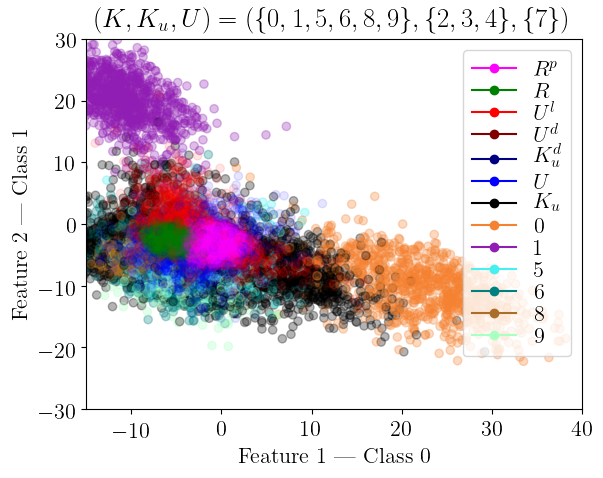 (K, K_u, U) = ({0, 1, 5, 6, 8, 9}, {2, 3, 4}, {7})
30
20
10
0
−10
−20
−30
−10
0
10
20
30
40
Feature 2 — Class 1
Feature 1 — Class 0
R^p
R
U^l
U^d
K_u^d
U
K_u
0
1
5
6
8
9